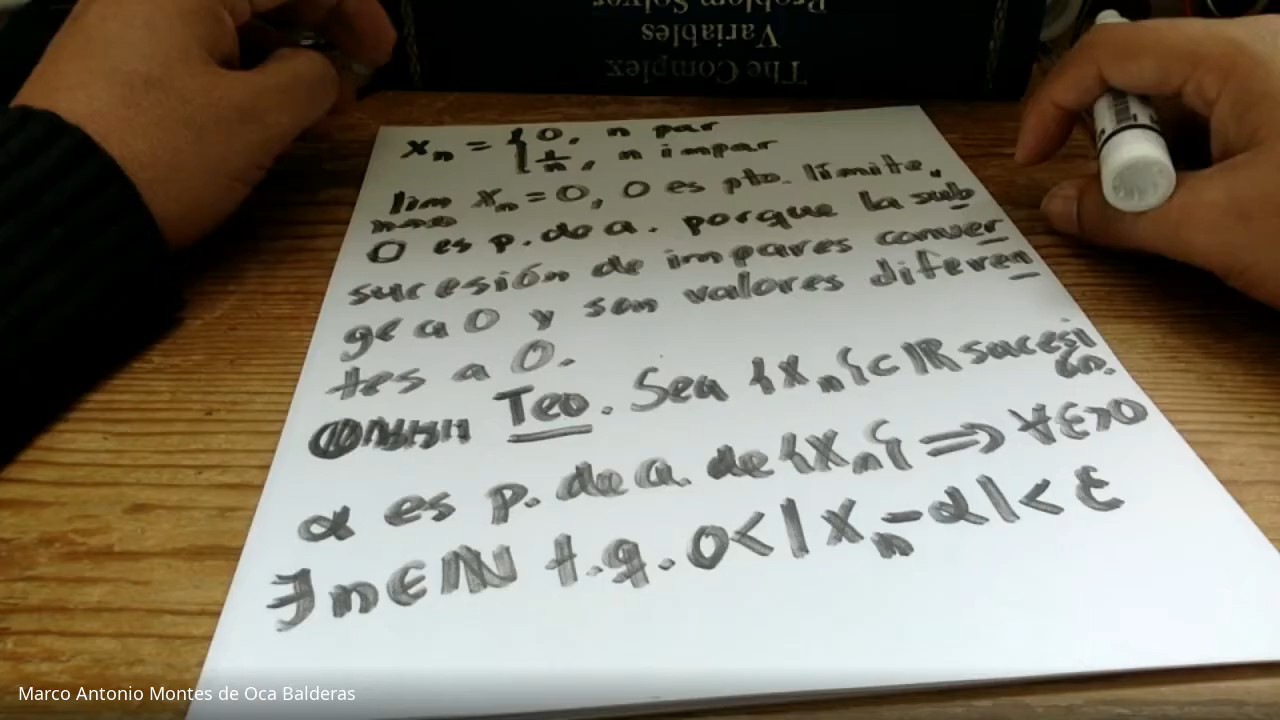 The Complex
Variables
Problem Solver
xₙ = { 0, n par
1/n, n impar
lim xₙ = 0, 0 es pto. límite.
n→∞
0 es p. de a. porque la sub
sucesión de impares conver
ge a 0 y son valores diferen
tes a 0.
Teo. Sea {xₙ} ⊂ ℝ sucesi
ón.
α es p. de a. de {xₙ} ⟹ ∀ε>0
∃n∈ℕ t.q. 0<|xₙ-α|<ε
Marco Antonio Montes de Oca Balderas